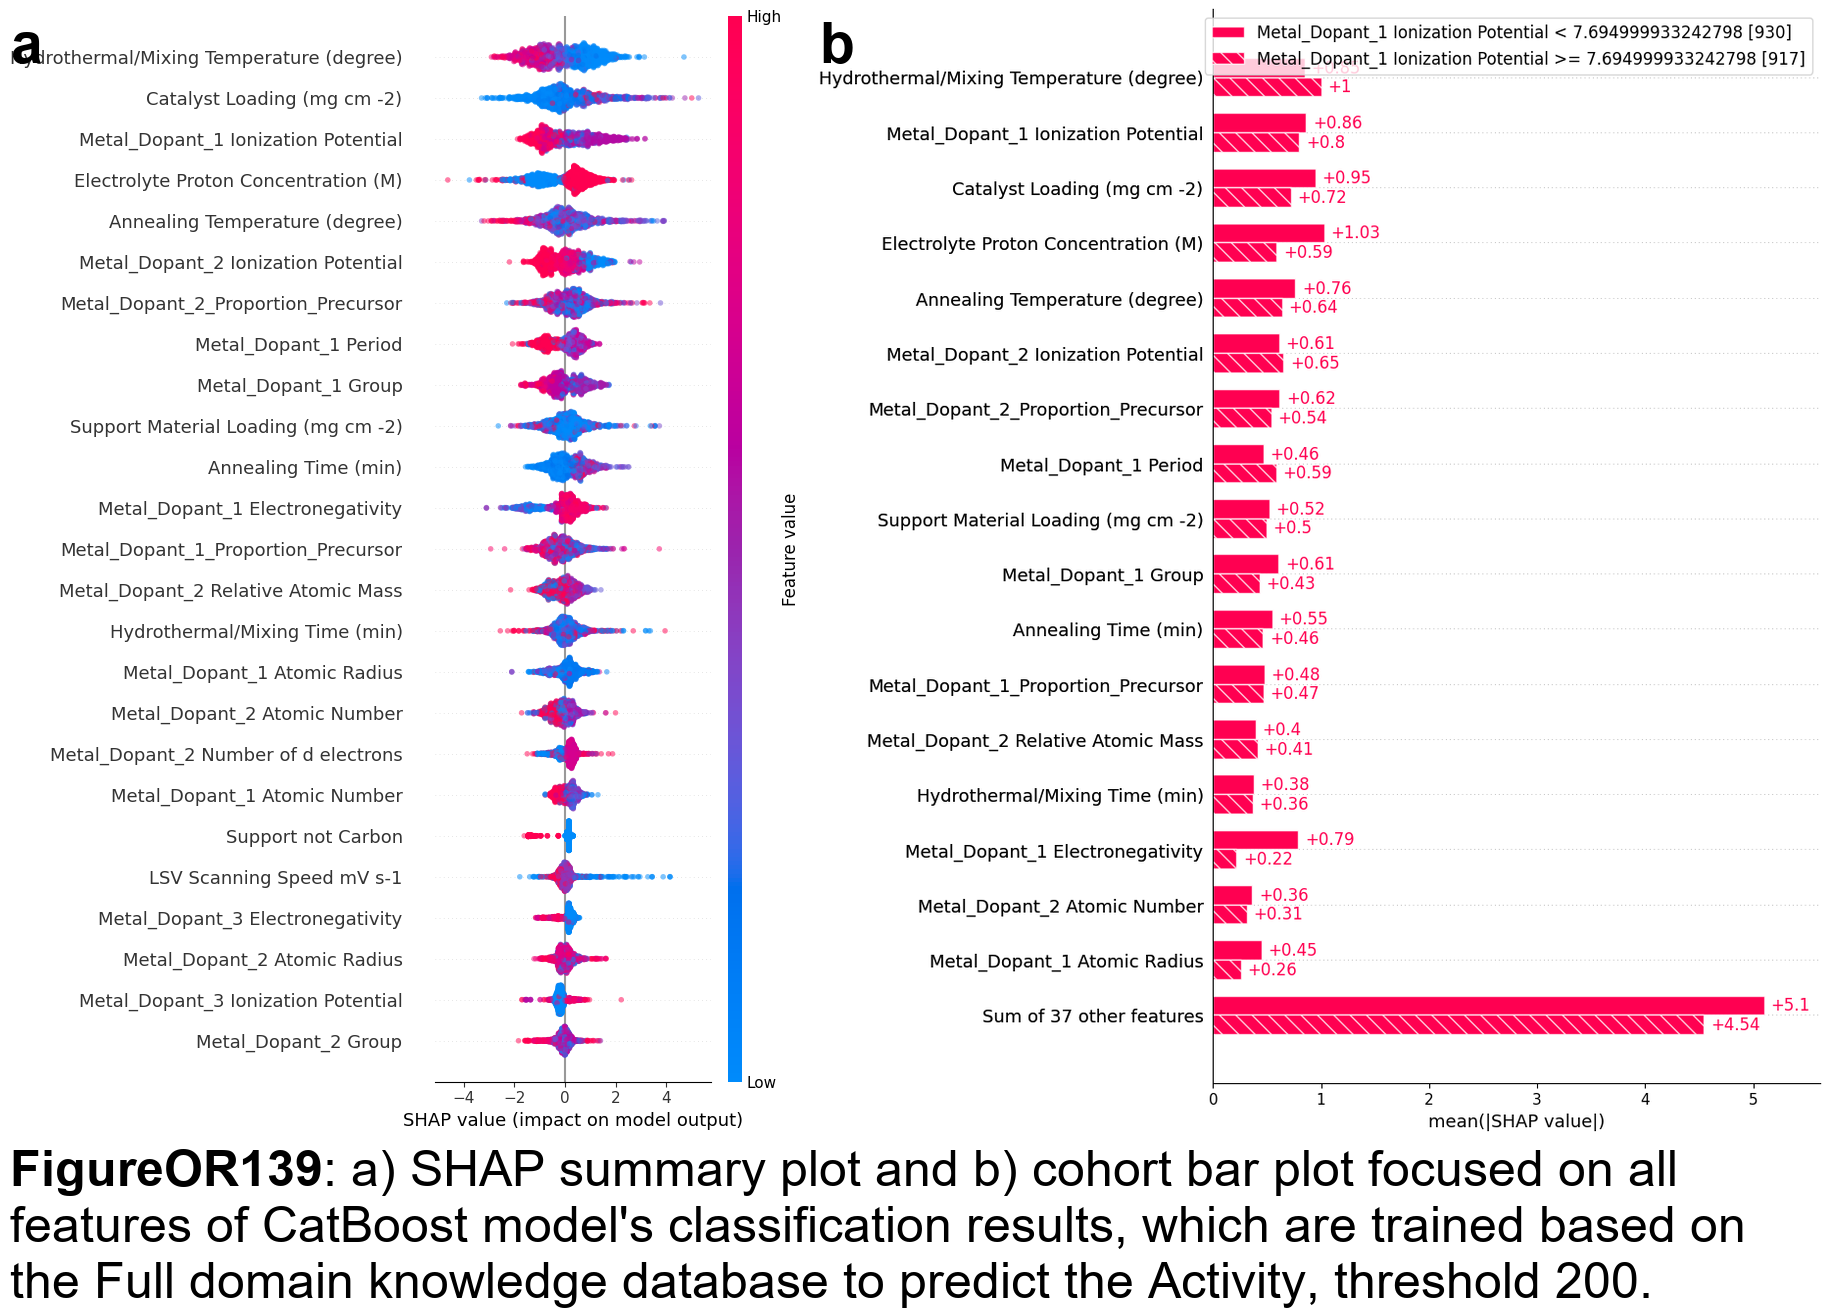 a
Hydrothermal/Mixing Temperature (degree)
Catalyst Loading (mg cm -2)
Metal_Dopant_1 Ionization Potential
Electrolyte Proton Concentration (M)
Annealing Temperature (degree)
Metal_Dopant_2 Ionization Potential
Metal_Dopant_2_Proportion_Precursor
Metal_Dopant_1 Period
Metal_Dopant_1 Group
Support Material Loading (mg cm -2)
Annealing Time (min)
Metal_Dopant_1 Electronegativity
Metal_Dopant_1_Proportion_Precursor
Metal_Dopant_2 Relative Atomic Mass
Hydrothermal/Mixing Time (min)
Metal_Dopant_1 Atomic Radius
Metal_Dopant_2 Atomic Number
Metal_Dopant_2 Number of d electrons
Metal_Dopant_1 Atomic Number
Support not Carbon
LSV Scanning Speed mV s-1
Metal_Dopant_3 Electronegativity
Metal_Dopant_2 Atomic Radius
Metal_Dopant_3 Ionization Potential
Metal_Dopant_2 Group
−4 −2 0 2 4
SHAP value (impact on model output)
High
Feature value
Low
b
Metal_Dopant_1 Ionization Potential < 7.694999933242798 [930]
Metal_Dopant_1 Ionization Potential >= 7.694999933242798 [917]
Hydrothermal/Mixing Temperature (degree)
+0.85
+1
Metal_Dopant_1 Ionization Potential
+0.86
+0.8
Catalyst Loading (mg cm -2)
+0.95
+0.72
Electrolyte Proton Concentration (M)
+1.03
+0.59
Annealing Temperature (degree)
+0.76
+0.64
Metal_Dopant_2 Ionization Potential
+0.61
+0.65
Metal_Dopant_2_Proportion_Precursor
+0.62
+0.54
Metal_Dopant_1 Period
+0.46
+0.59
Support Material Loading (mg cm -2)
+0.52
+0.5
Metal_Dopant_1 Group
+0.61
+0.43
Annealing Time (min)
+0.55
+0.46
Metal_Dopant_1_Proportion_Precursor
+0.48
+0.47
Metal_Dopant_2 Relative Atomic Mass
+0.4
+0.41
Hydrothermal/Mixing Time (min)
+0.38
+0.36
Metal_Dopant_1 Electronegativity
+0.79
+0.22
Metal_Dopant_2 Atomic Number
+0.36
+0.31
Metal_Dopant_1 Atomic Radius
+0.45
+0.26
Sum of 37 other features
+5.1
+4.54
0 1 2 3 4 5
mean(|SHAP value|)
FigureOR139: a) SHAP summary plot and b) cohort bar plot focused on all
features of CatBoost model's classification results, which are trained based on
the Full domain knowledge database to predict the Activity, threshold 200.